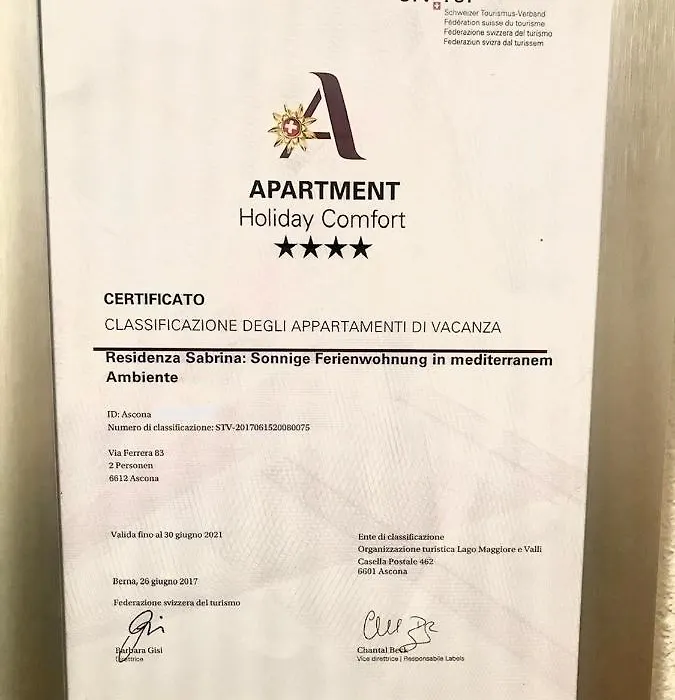 Schweizer Tourismus-Verband
Fédération suisse du tourisme
Federazione svizzera del turismo
Federaziun svizra dal turissem
APARTMENT
Holiday Comfort
★★★★
CERTIFICATO
CLASSIFICAZIONE DEGLI APPARTAMENTI DI VACANZA
Residenza Sabrina: Sonnige Ferienwohnung in mediterranem
Ambiente
ID: Ascona
Numero di classificazione: STV-2017061520080075
Via Ferrera 83
2 Personen
6612 Ascona
Valida fino al 30 giugno 2021
Berna, 26 giugno 2017
Federazione svizzera del turismo
Barbara Gisi
Direttrice
Ente di classificazione
Organizzazione turistica Lago Maggiore e Valli
Casella Postale 462
6601 Ascona
Chantal Beck
Vice direttrice | Responsabile Labels